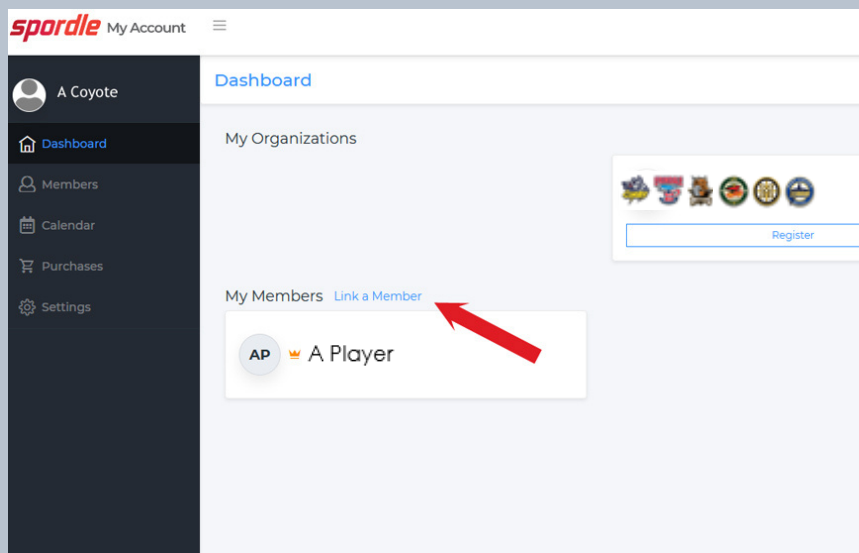 spordle My Account
A Coyote
Dashboard
Members
Calendar
Purchases
Settings
Dashboard
My Organizations
Register
My Members Link a Member
AP A Player